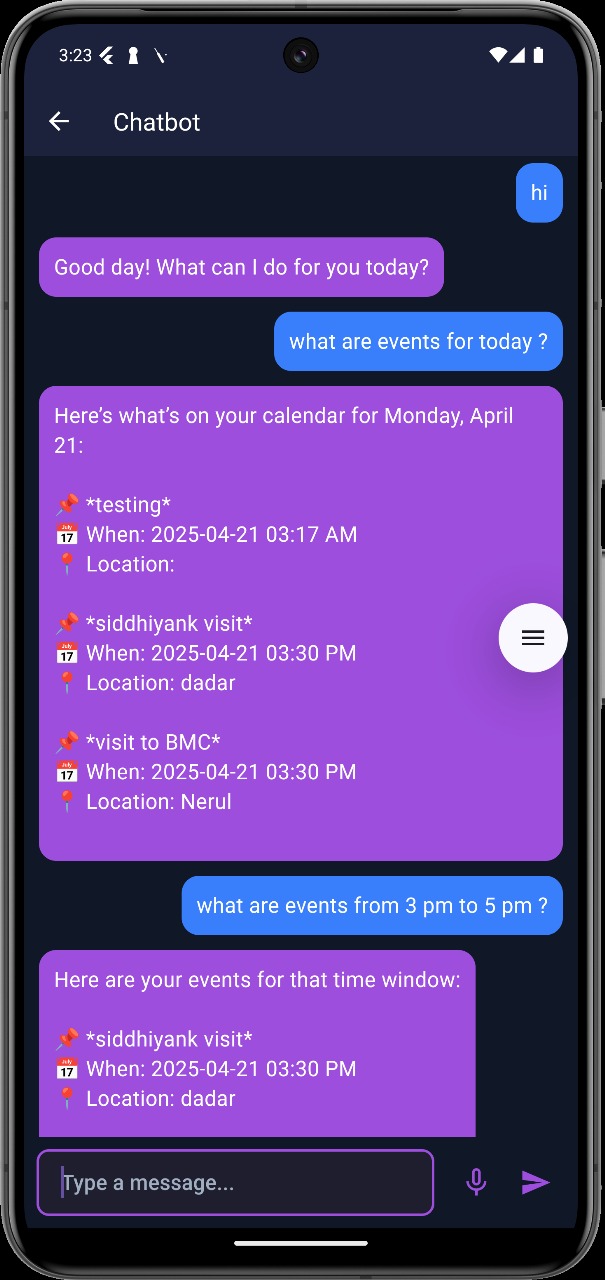 3:23
Chatbot
hi
Good day! What can I do for you today?
what are events for today ?
Here’s what’s on your calendar for Monday, April
21:
📌 *testing*
📅 When: 2025-04-21 03:17 AM
📍 Location:
📌 *siddhiyank visit*
📅 When: 2025-04-21 03:30 PM
📍 Location: dadar
📌 *visit to BMC*
📅 When: 2025-04-21 03:30 PM
📍 Location: Nerul
what are events from 3 pm to 5 pm ?
Here are your events for that time window:
📌 *siddhiyank visit*
📅 When: 2025-04-21 03:30 PM
📍 Location: dadar
Type a message...